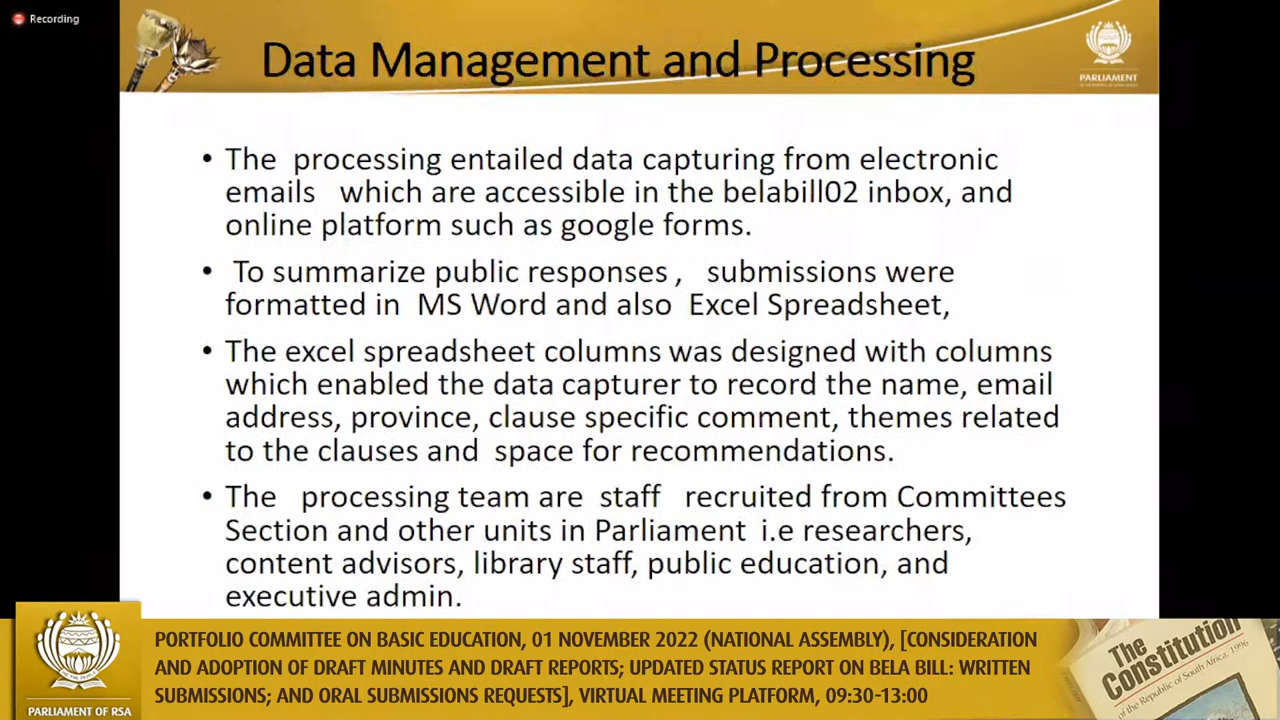 Recording
Data Management and Processing
PARLIAMENT
• The processing entailed data capturing from electronic
emails which are accessible in the belabill02 inbox, and
online platform such as google forms.
• To summarize public responses , submissions were
formatted in MS Word and also Excel Spreadsheet,
• The excel spreadsheet columns was designed with columns
which enabled the data capturer to record the name, email
address, province, clause specific comment, themes related
to the clauses and space for recommendations.
• The processing team are staff recruited from Committees
Section and other units in Parliament i.e researchers,
content advisors, library staff, public education, and
executive admin.
PORTFOLIO COMMITTEE ON BASIC EDUCATION, 01 NOVEMBER 2022 (NATIONAL ASSEMBLY), [CONSIDERATION
AND ADOPTION OF DRAFT MINUTES AND DRAFT REPORTS; UPDATED STATUS REPORT ON BELA BILL: WRITTEN
SUBMISSIONS; AND ORAL SUBMISSIONS REQUESTS], VIRTUAL MEETING PLATFORM, 09:30-13:00
PARLIAMENT OF RSA
The
Constitution
of the Republic of South Africa, 1996